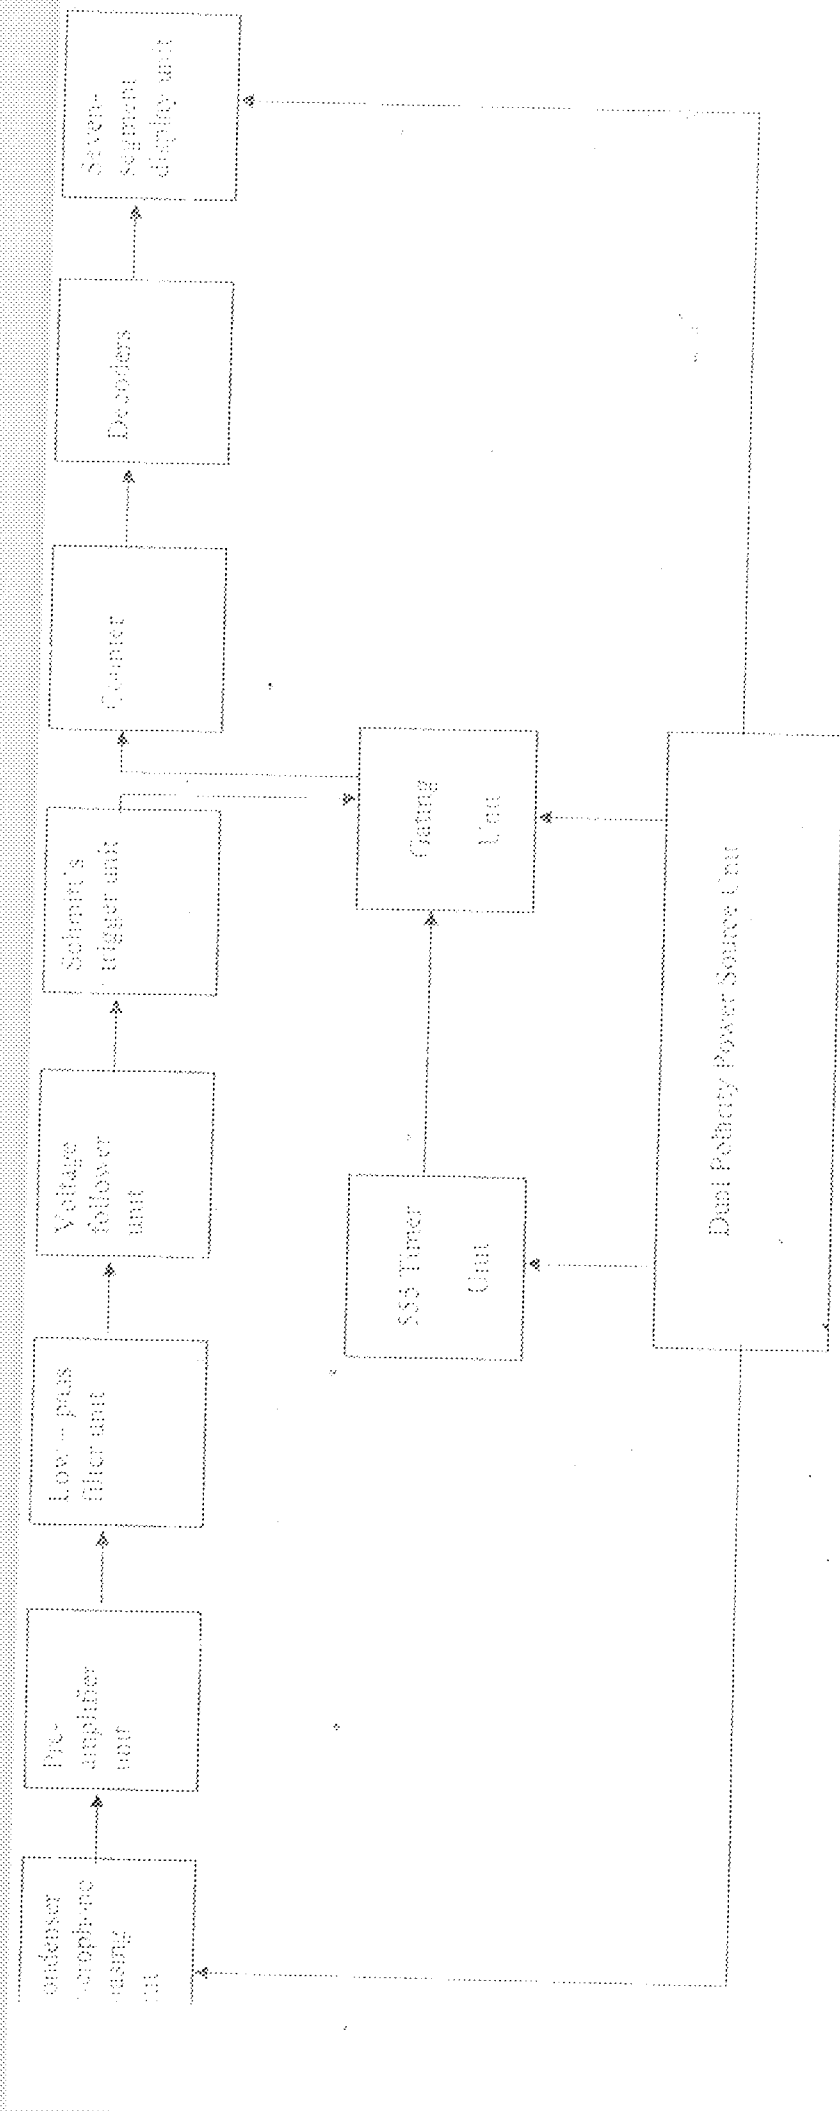 Seven-
segment
display unit
Decoders
Counter
Schmitt's
trigger unit
Gating
Unit
Voltage
follower
unit
555 Timer
Unit
Dual Polarity Power Source Unit
Low – pass
filter unit
Pre-
amplifier
unit
ondenser